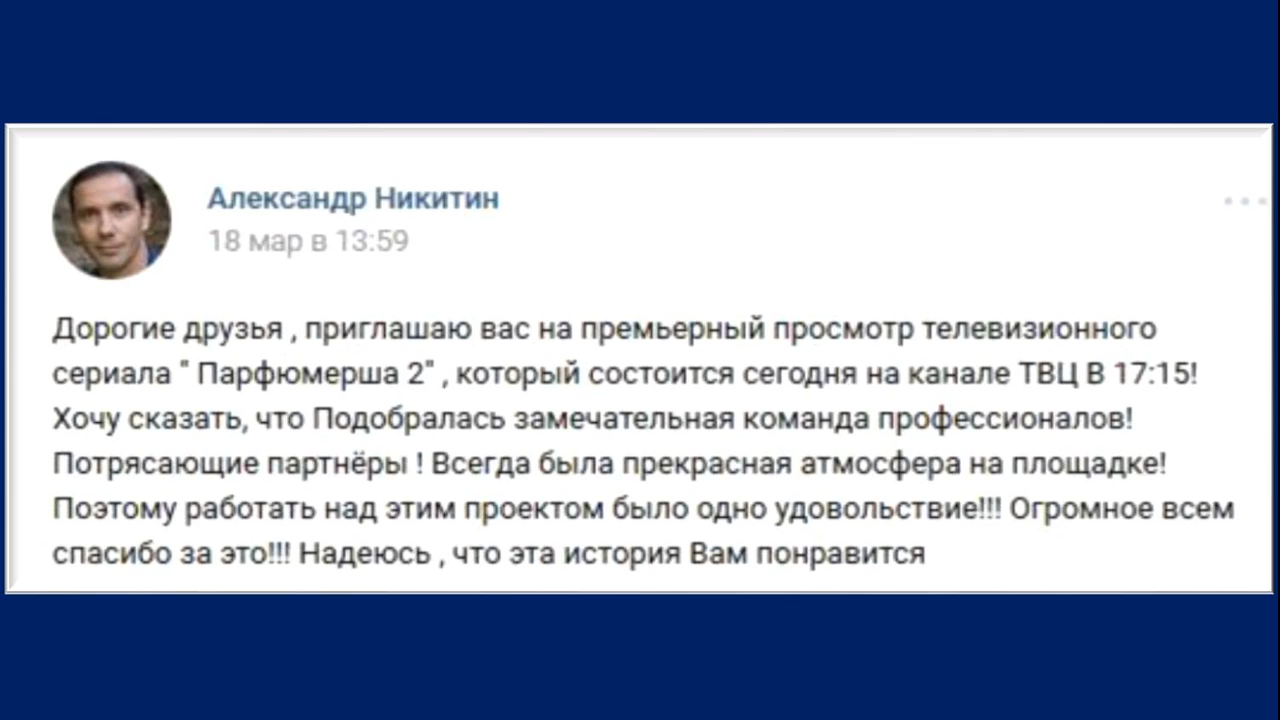 Александр Никитин
18 мар в 13:59
Дорогие друзья , приглашаю вас на премьерный просмотр телевизионного
сериала " Парфюмерша 2" , который состоится сегодня на канале ТВЦ В 17:15!
Хочу сказать, что Подобралась замечательная команда профессионалов!
Потрясающие партнёры ! Всегда была прекрасная атмосфера на площадке!
Поэтому работать над этим проектом было одно удовольствие!!! Огромное всем
спасибо за это!!! Надеюсь , что эта история Вам понравится